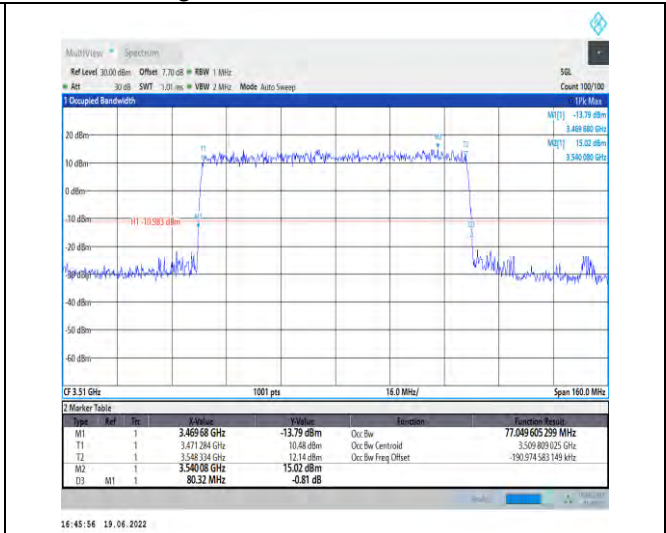 MultiView Spectrum
Ref Level 30.00 dBm Offset 7.70 dB RBW 1 MHz SGL
Att 30 dB SWT 1.01 ms VBW 2 MHz Mode Auto Sweep Count 100/100
1 Occupied Bandwidth 1Pk Max
M1[1] -13.79 dBm
3.469 680 GHz
20 dBm
M2[1] 15.02 dBm
3.540 080 GHz
M2
T1
T2
10 dBm
0 dBm
-10 dBm
H1 -10.983 dBm
M1
D3
-20 dBm
-30 dBm
-40 dBm
-50 dBm
-60 dBm
CF 3.51 GHz 1001 pts 16.0 MHz/ Span 160.0 MHz
2 Marker Table
Type Ref Trc X-Value Y-Value Function Function Result
M1 1 3.469 68 GHz -13.79 dBm Occ Bw 77.049 605 299 MHz
T1 1 3.471 284 GHz 10.48 dBm Occ Bw Centroid 3.509 809 025 GHz
T2 1 3.548 334 GHz 12.14 dBm Occ Bw Freq Offset -190.974 583 149 kHz
M2 1 3.540 08 GHz 15.02 dBm
D3 M1 1 80.32 MHz -0.81 dB
16:45:56 19.06.2022